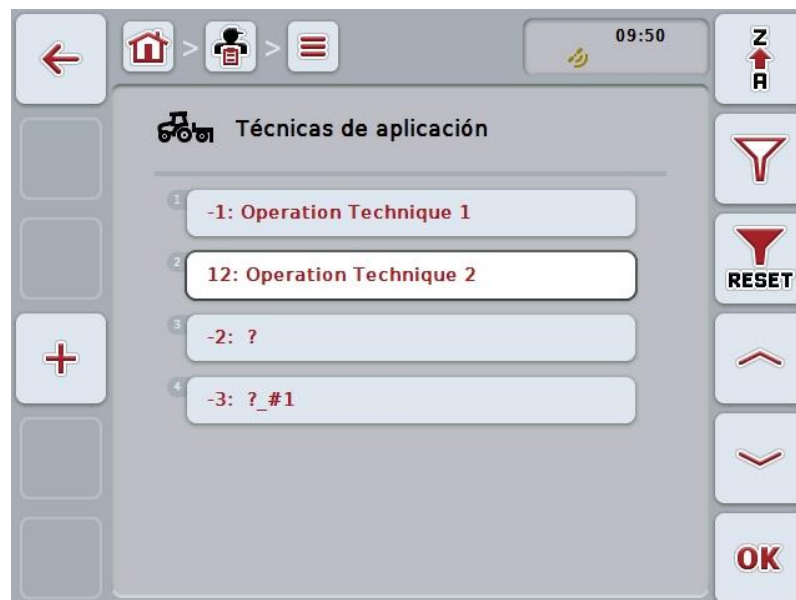 09:50
Z
A
Técnicas de aplicación
1
-1: Operation Technique 1
2
12: Operation Technique 2
RESET
3
-2: ?
4
-3: ?_#1
OK